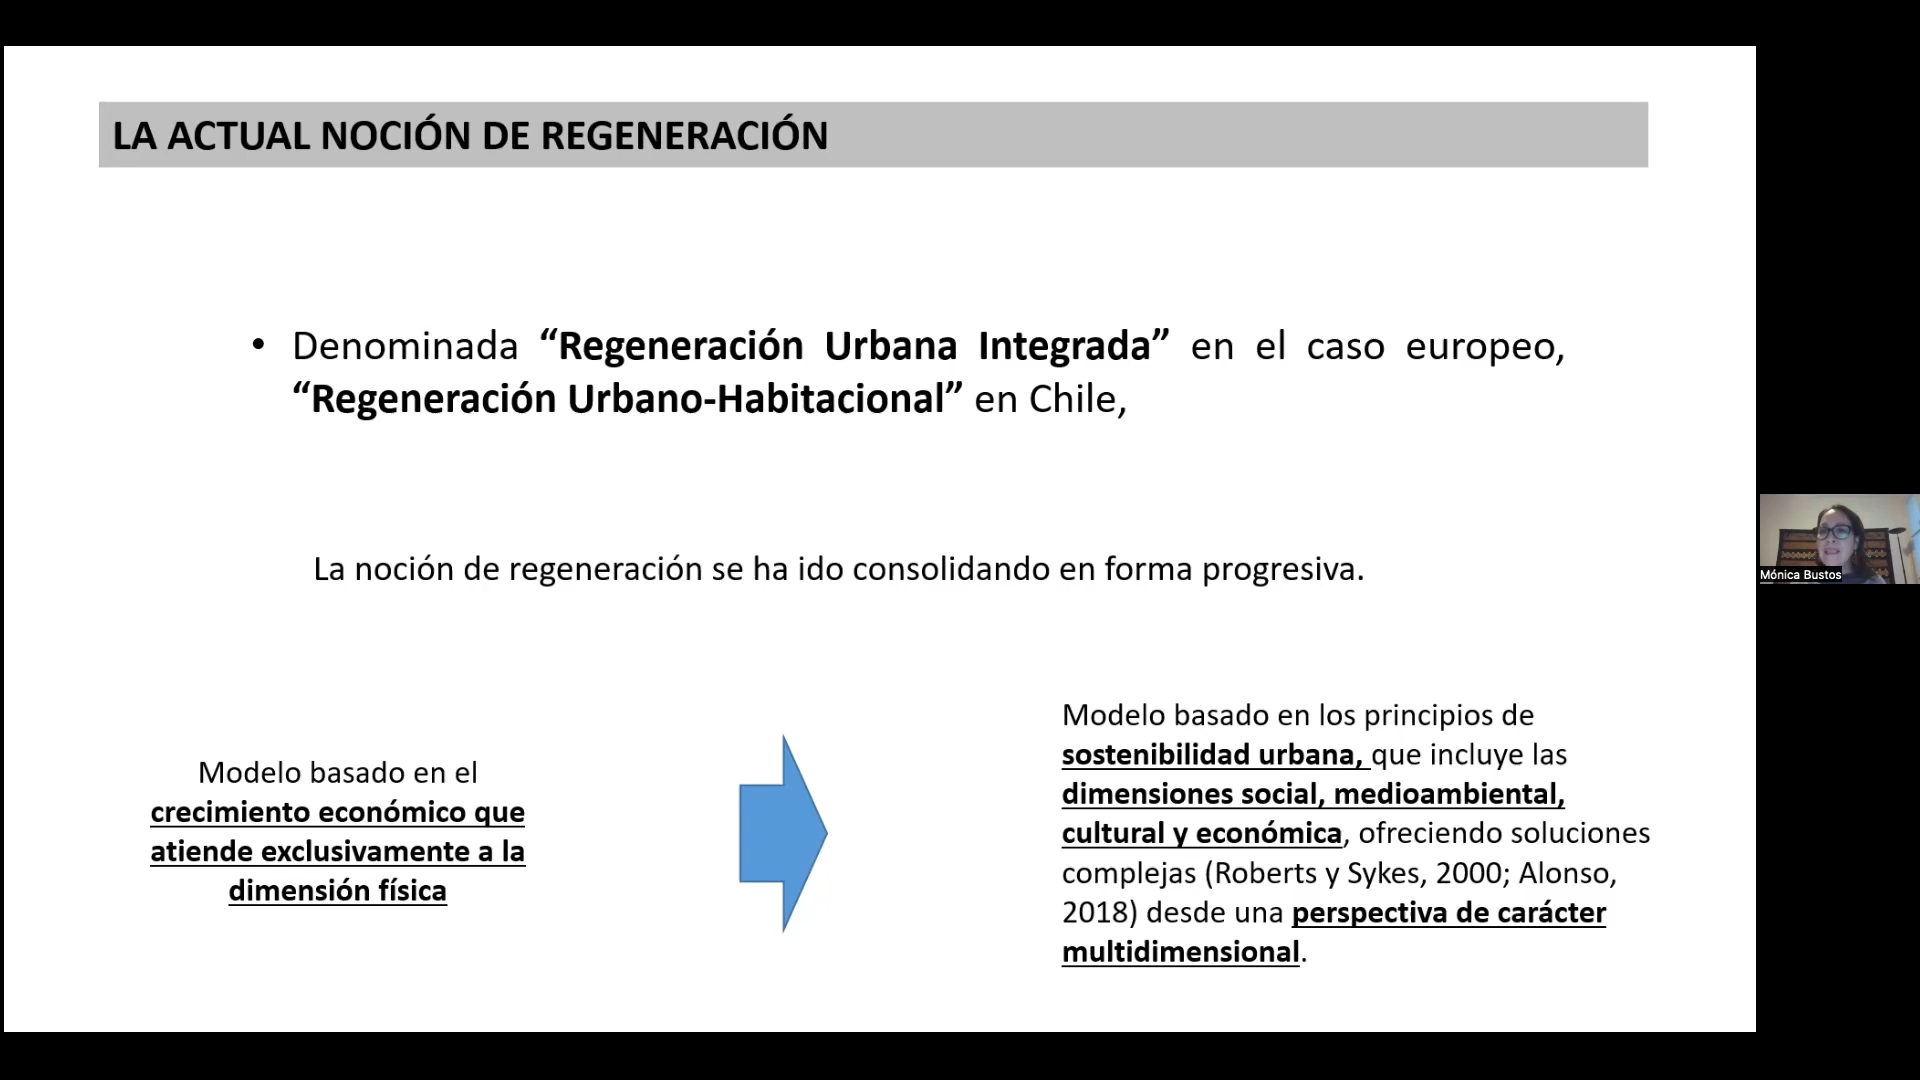 LA ACTUAL NOCIÓN DE REGENERACIÓN
• Denominada “Regeneración Urbana Integrada” en el caso europeo,
“Regeneración Urbano-Habitacional” en Chile,
La noción de regeneración se ha ido consolidando en forma progresiva.
Modelo basado en el
crecimiento económico que
atiende exclusivamente a la
dimensión física
Modelo basado en los principios de
sostenibilidad urbana, que incluye las
dimensiones social, medioambiental,
cultural y económica, ofreciendo soluciones
complejas (Roberts y Sykes, 2000; Alonso,
2018) desde una perspectiva de carácter
multidimensional.
Mónica Bustos